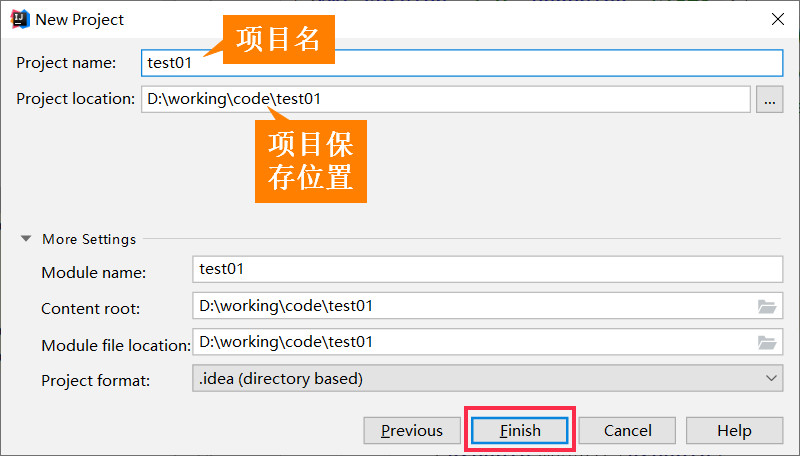 New Project
项目名
Project name: test01
Project location: D:\working\code\test01 ...
项目保
存位置
More Settings
Module name: test01
Content root: D:\working\code\test01
Module file location: D:\working\code\test01
Project format: .idea (directory based)
Previous Finish Cancel Help